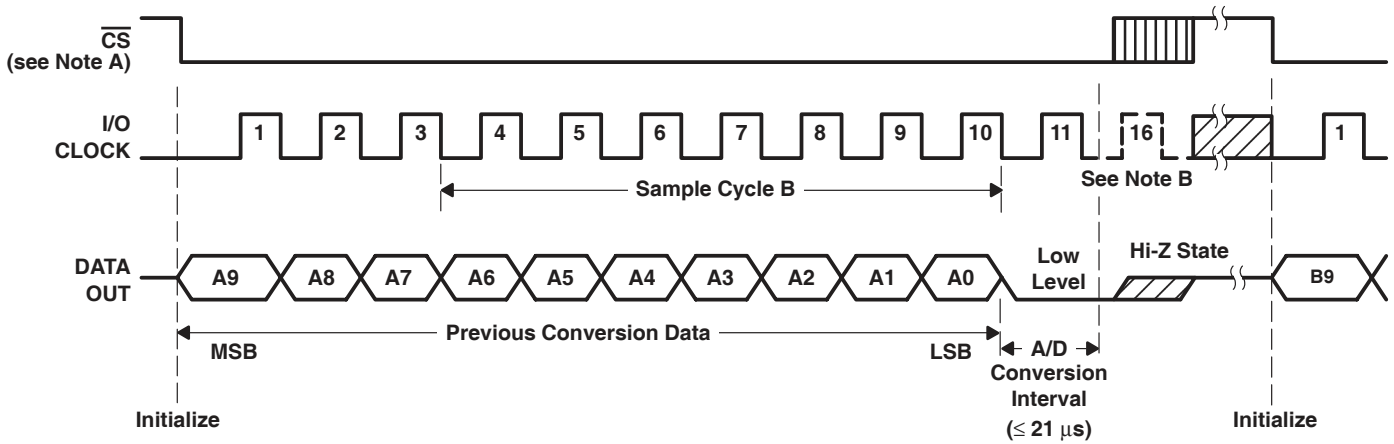 CS
(see Note A)
I/O
CLOCK
1 2 3 4 5 6 7 8 9 10 11 16 1
See Note B
Sample Cycle B
DATA
OUT
A9 A8 A7 A6 A5 A4 A3 A2 A1 A0
Low
Level
Hi-Z State
B9
Previous Conversion Data
MSB
LSB
A/D
Conversion
Interval
(≤ 21 μs)
Initialize
Initialize